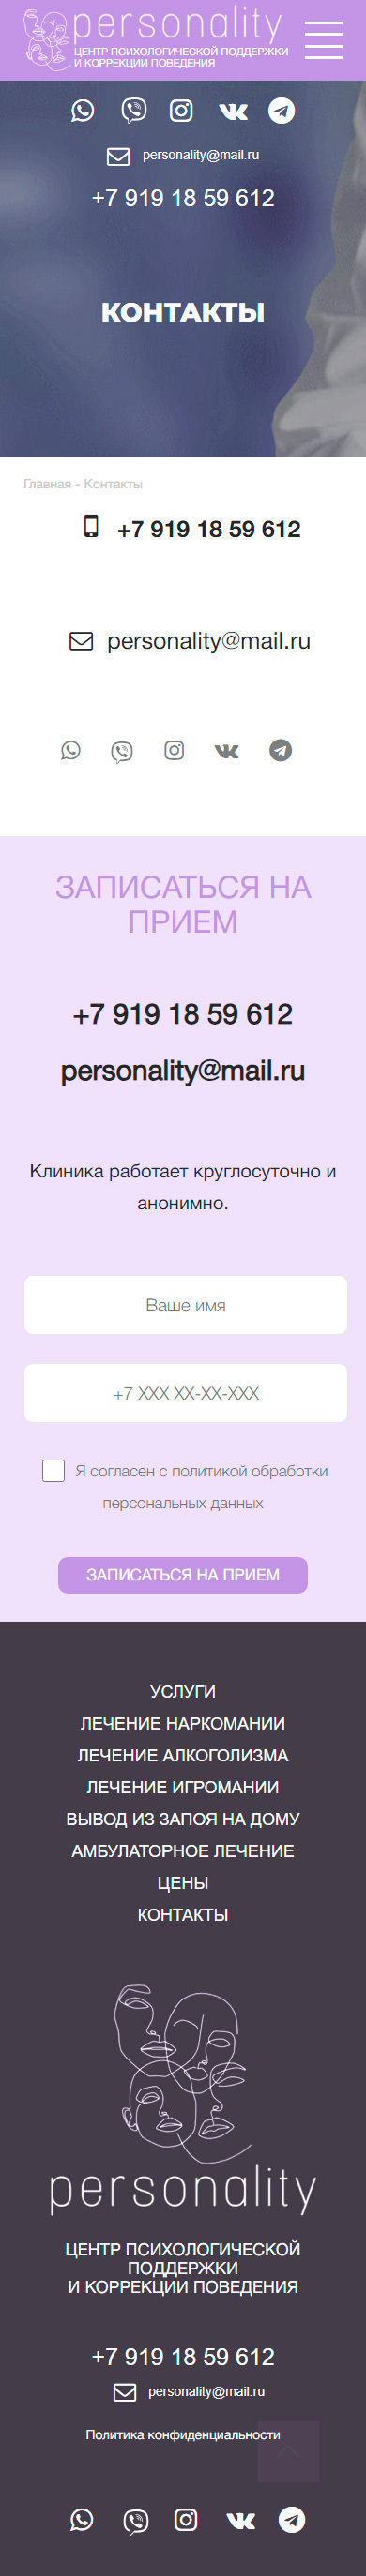 personality
ЦЕНТР ПСИХОЛОГИЧЕСКОЙ ПОДДЕРЖКИ
И КОРРЕКЦИИ ПОВЕДЕНИЯ
personality@mail.ru
+7 919 18 59 612
КОНТАКТЫ
Главная - Контакты
+7 919 18 59 612
personality@mail.ru
ЗАПИСАТЬСЯ НА
ПРИЕМ
+7 919 18 59 612
personality@mail.ru
Клиника работает круглосуточно и
анонимно.
Ваше имя
+7 XXX XX-XX-XXX
Я согласен с политикой обработки
персональных данных
ЗАПИСАТЬСЯ НА ПРИЕМ
УСЛУГИ
ЛЕЧЕНИЕ НАРКОМАНИИ
ЛЕЧЕНИЕ АЛКОГОЛИЗМА
ЛЕЧЕНИЕ ИГРОМАНИИ
ВЫВОД ИЗ ЗАПОЯ НА ДОМУ
АМБУЛАТОРНОЕ ЛЕЧЕНИЕ
ЦЕНЫ
КОНТАКТЫ
personality
ЦЕНТР ПСИХОЛОГИЧЕСКОЙ
ПОДДЕРЖКИ
И КОРРЕКЦИИ ПОВЕДЕНИЯ
+7 919 18 59 612
personality@mail.ru
Политика конфиденциальности